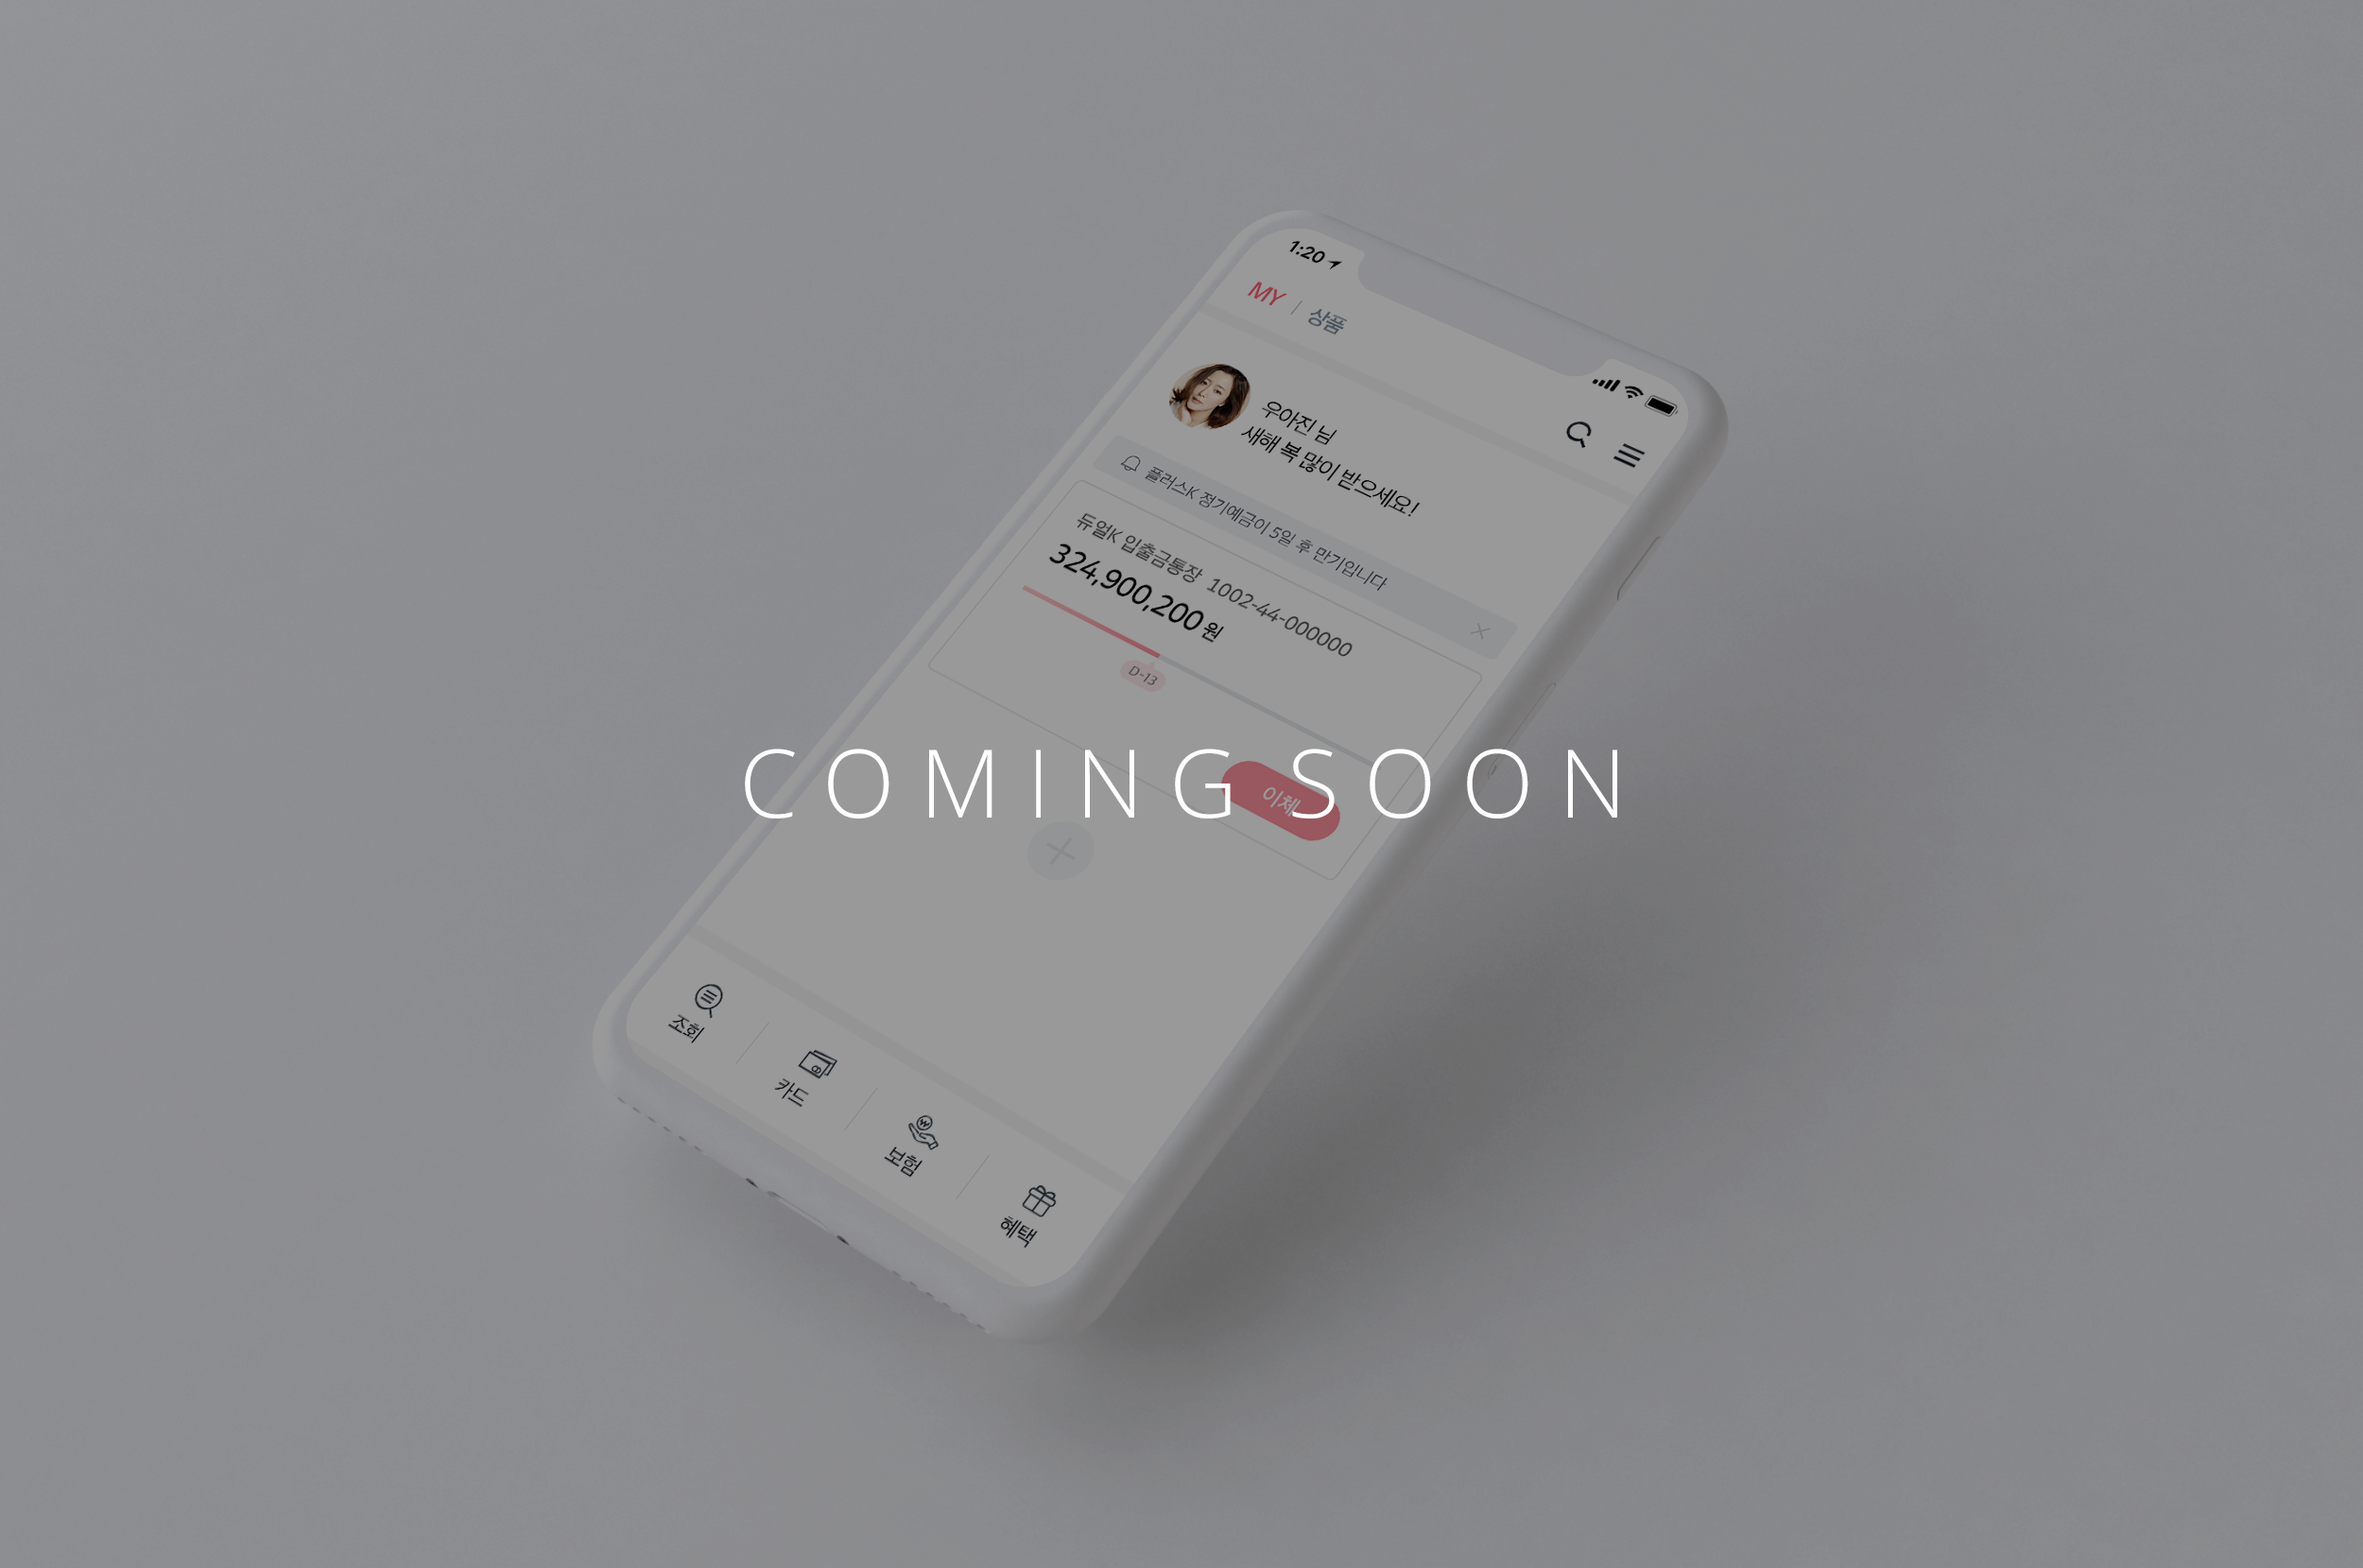 1:20
MY | 상품
우아진 님
새해 복 많이 받으세요!
플러스K 정기예금이 5일 후 만기입니다
듀얼K 입출금통장 1002-44-000000
324,900,200 원
D-13
COMING SOON
이체
조회
카드
보험
혜택